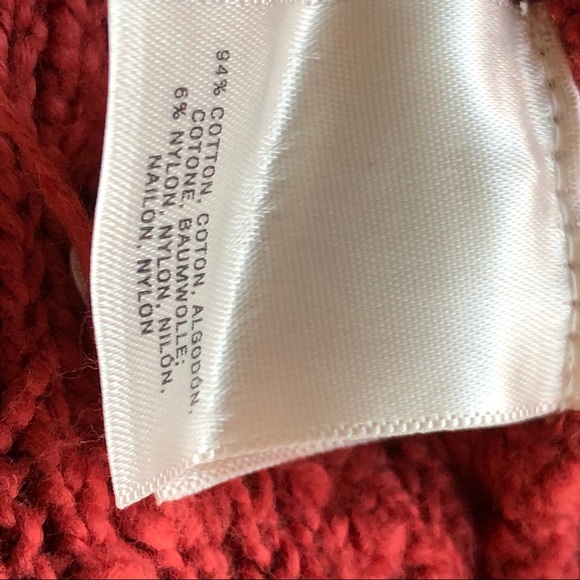 94% COTTON, COTON, ALGODÓN,
COTONE, BAUMWOLLE;
6% NYLON, NYLON, NILÓN,
NAILON, NYLON